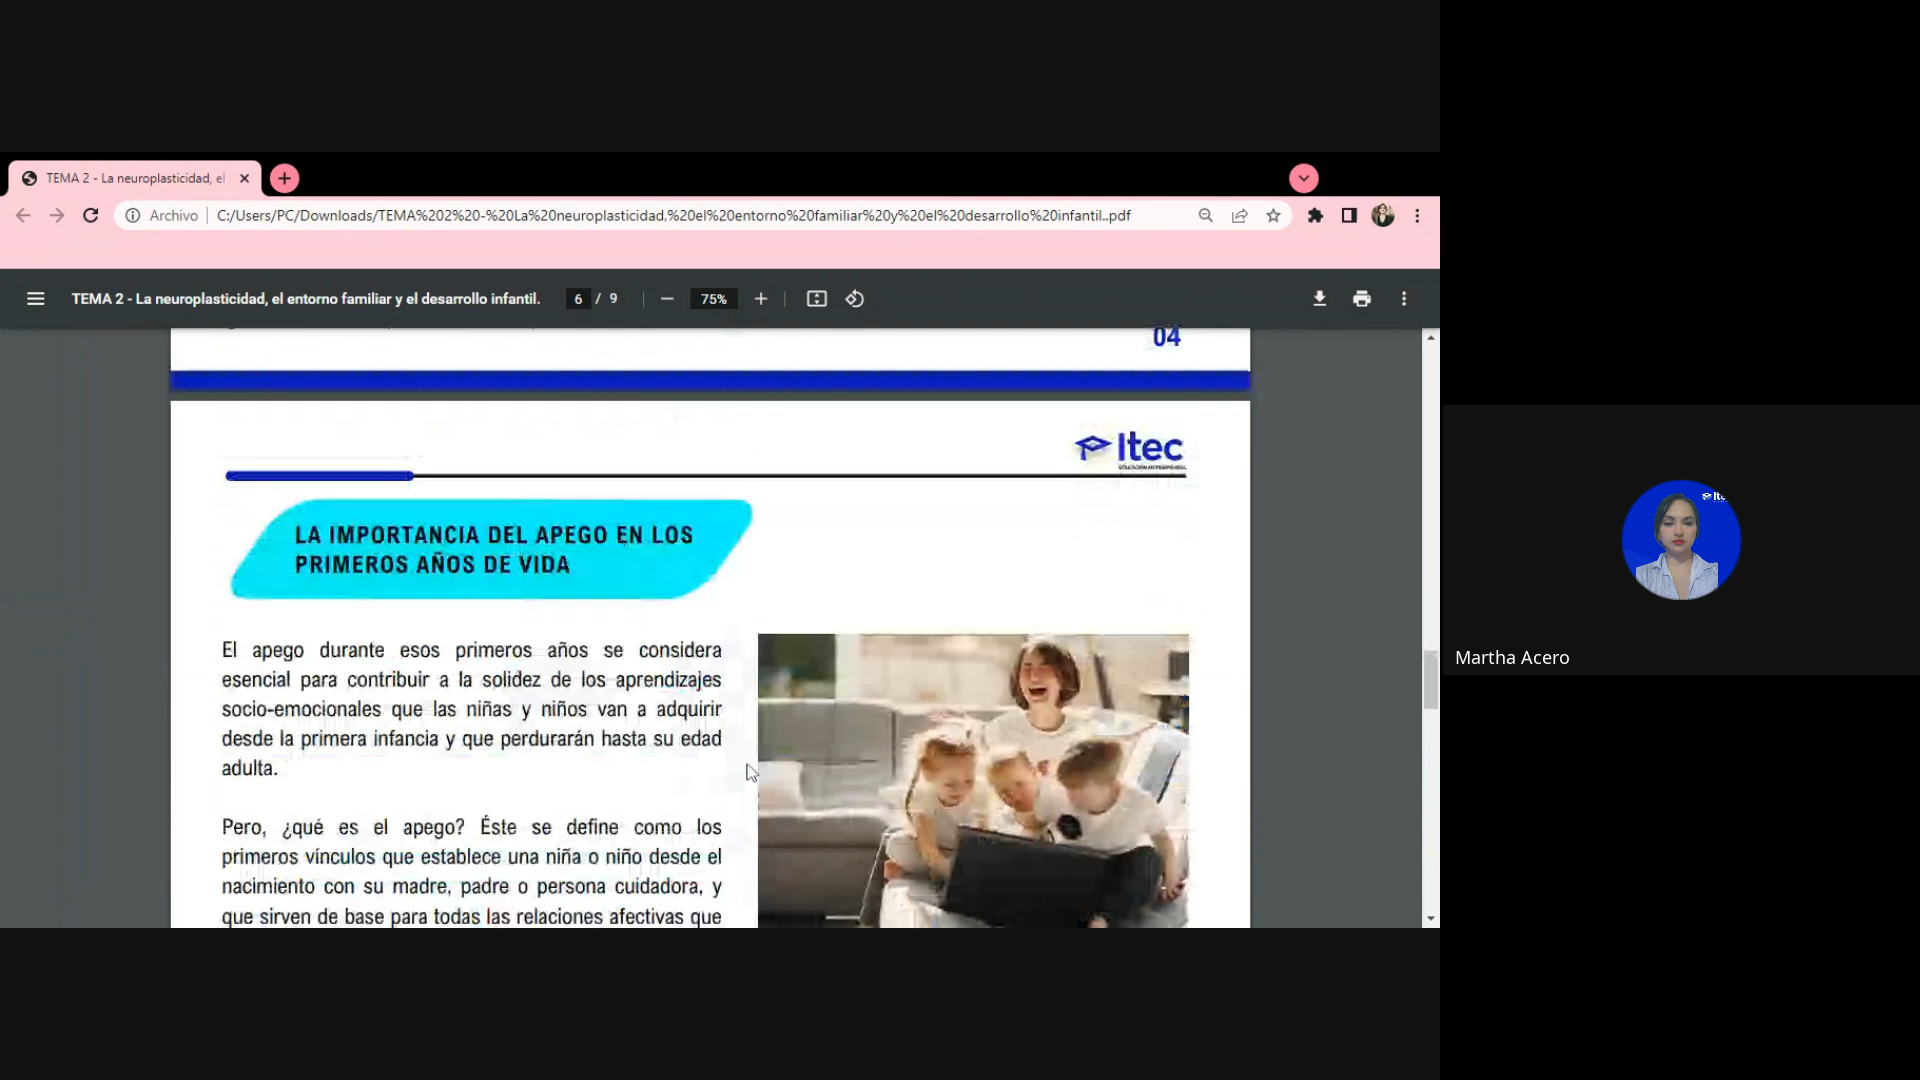 TEMA 2 - La neuroplasticidad, el
Archivo
C:/Users/PC/Downloads/TEMA%202%20-%20La%20neuroplasticidad,%20el%20entorno%20familiar%20y%20el%20desarrollo%20infantil..pdf
TEMA 2 - La neuroplasticidad, el entorno familiar y el desarrollo infantil.
6 / 9
75%
04
Itec
LA IMPORTANCIA DEL APEGO EN LOS
PRIMEROS AÑOS DE VIDA
El apego durante esos primeros años se considera
esencial para contribuir a la solidez de los aprendizajes
socio-emocionales que las niñas y niños van a adquirir
desde la primera infancia y que perdurarán hasta su edad
adulta.
Pero, ¿qué es el apego? Éste se define como los
primeros vínculos que establece una niña o niño desde el
nacimiento con su madre, padre o persona cuidadora, y
que sirven de base para todas las relaciones afectivas que
Martha Acero